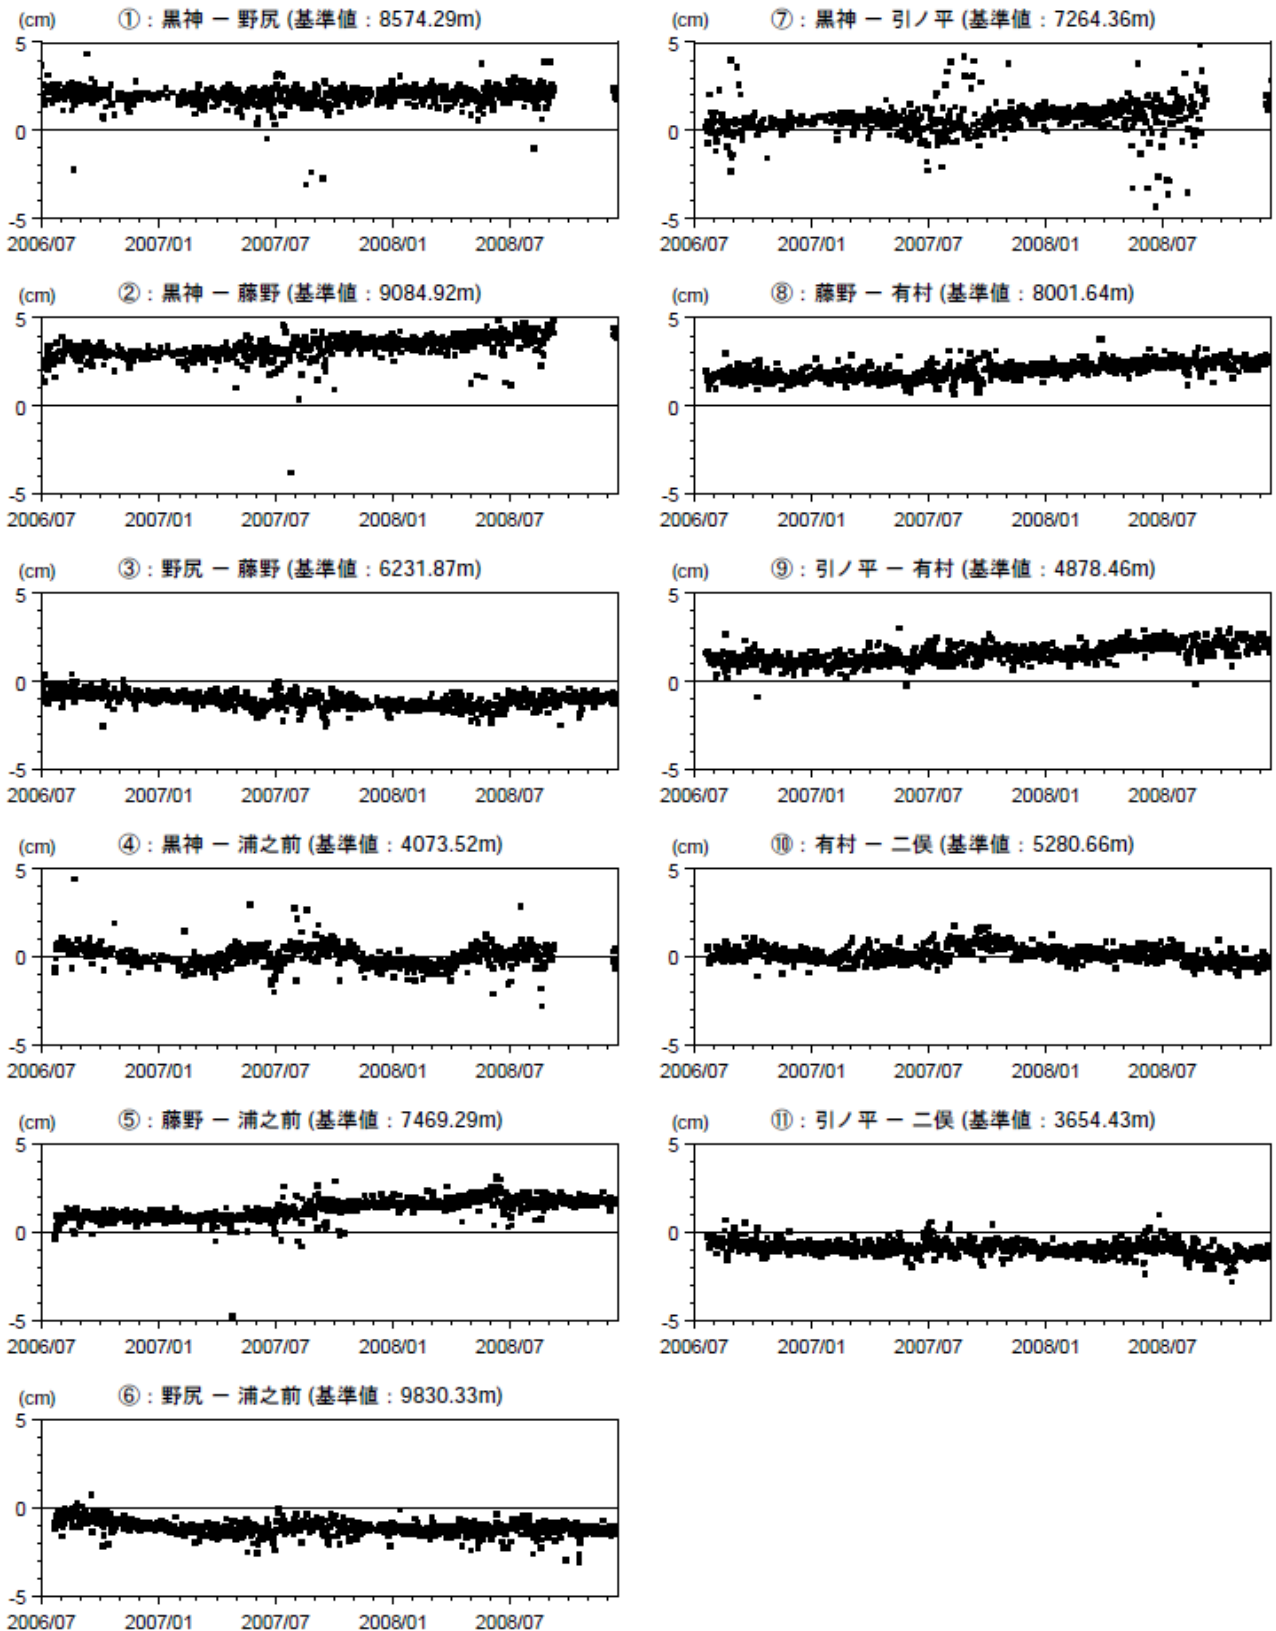 (cm) ①：黒神 ー 野尻 (基準値：8574.29m)
5
0
-5
2006/07 2007/01 2007/07 2008/01 2008/07
(cm) ②：黒神 ー 藤野 (基準値：9084.92m)
5
0
-5
2006/07 2007/01 2007/07 2008/01 2008/07
(cm) ③：野尻 ー 藤野 (基準値：6231.87m)
5
0
-5
2006/07 2007/01 2007/07 2008/01 2008/07
(cm) ④：黒神 ー 浦之前 (基準値：4073.52m)
5
0
-5
2006/07 2007/01 2007/07 2008/01 2008/07
(cm) ⑤：藤野 ー 浦之前 (基準値：7469.29m)
5
0
-5
2006/07 2007/01 2007/07 2008/01 2008/07
(cm) ⑥：野尻 ー 浦之前 (基準値：9830.33m)
5
0
-5
2006/07 2007/01 2007/07 2008/01 2008/07
(cm) ⑦：黒神 ー 引ノ平 (基準値：7264.36m)
5
0
-5
2006/07 2007/01 2007/07 2008/01 2008/07
(cm) ⑧：藤野 ー 有村 (基準値：8001.64m)
5
0
-5
2006/07 2007/01 2007/07 2008/01 2008/07
(cm) ⑨：引ノ平 ー 有村 (基準値：4878.46m)
5
0
-5
2006/07 2007/01 2007/07 2008/01 2008/07
(cm) ⑩：有村 ー 二俣 (基準値：5280.66m)
5
0
-5
2006/07 2007/01 2007/07 2008/01 2008/07
(cm) ⑪：引ノ平 ー 二俣 (基準値：3654.43m)
5
0
-5
2006/07 2007/01 2007/07 2008/01 2008/07